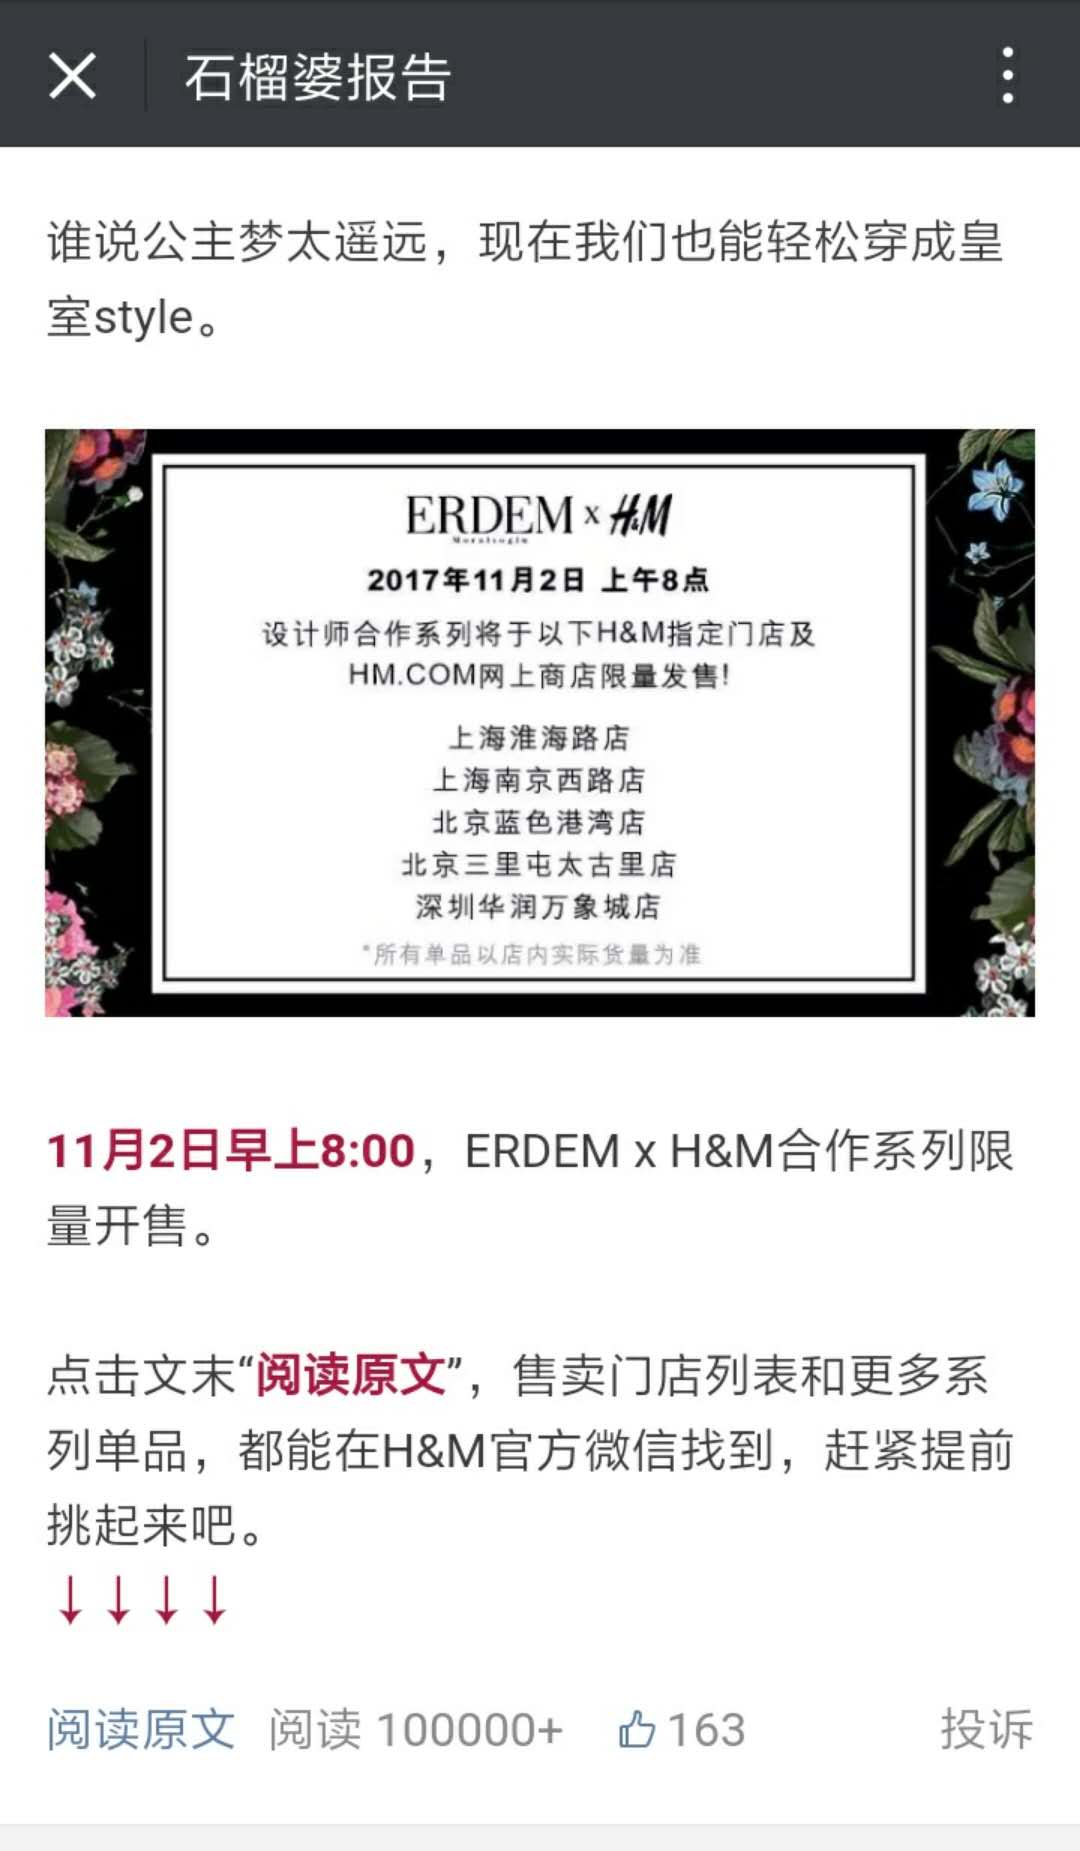 石榴婆报告
谁说公主梦太遥远，现在我们也能轻松穿成皇
室style。
ERDEM x H&M
Moralıoğlu
2017年11月2日 上午8点
设计师合作系列将于以下H&M指定门店及
HM.COM网上商店限量发售!
上海淮海路店
上海南京西路店
北京蓝色港湾店
北京三里屯太古里店
深圳华润万象城店
*所有单品以店内实际货量为准
11月2日早上8:00，ERDEM x H&M合作系列限
量开售。
点击文末“阅读原文”，售卖门店列表和更多系
列单品，都能在H&M官方微信找到，赶紧提前
挑起来吧。
↓↓↓↓
阅读原文 阅读 100000+ 163 投诉